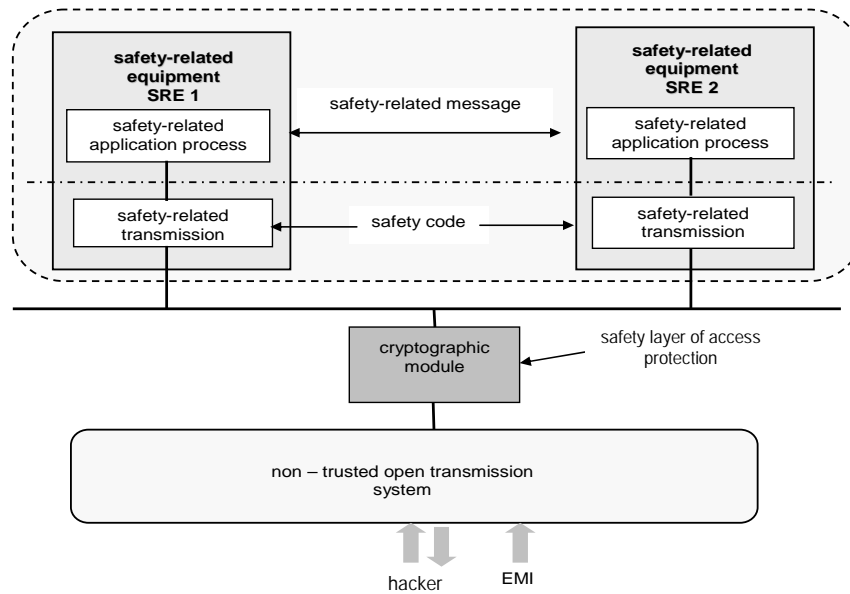 safety-related
equipment
SRE 1
safety-related
application process
safety-related
transmission
safety-related message
safety code
safety-related
equipment
SRE 2
safety-related
application process
safety-related
transmission
cryptographic
module
safety layer of access
protection
non – trusted open transmission
system
hacker
EMI